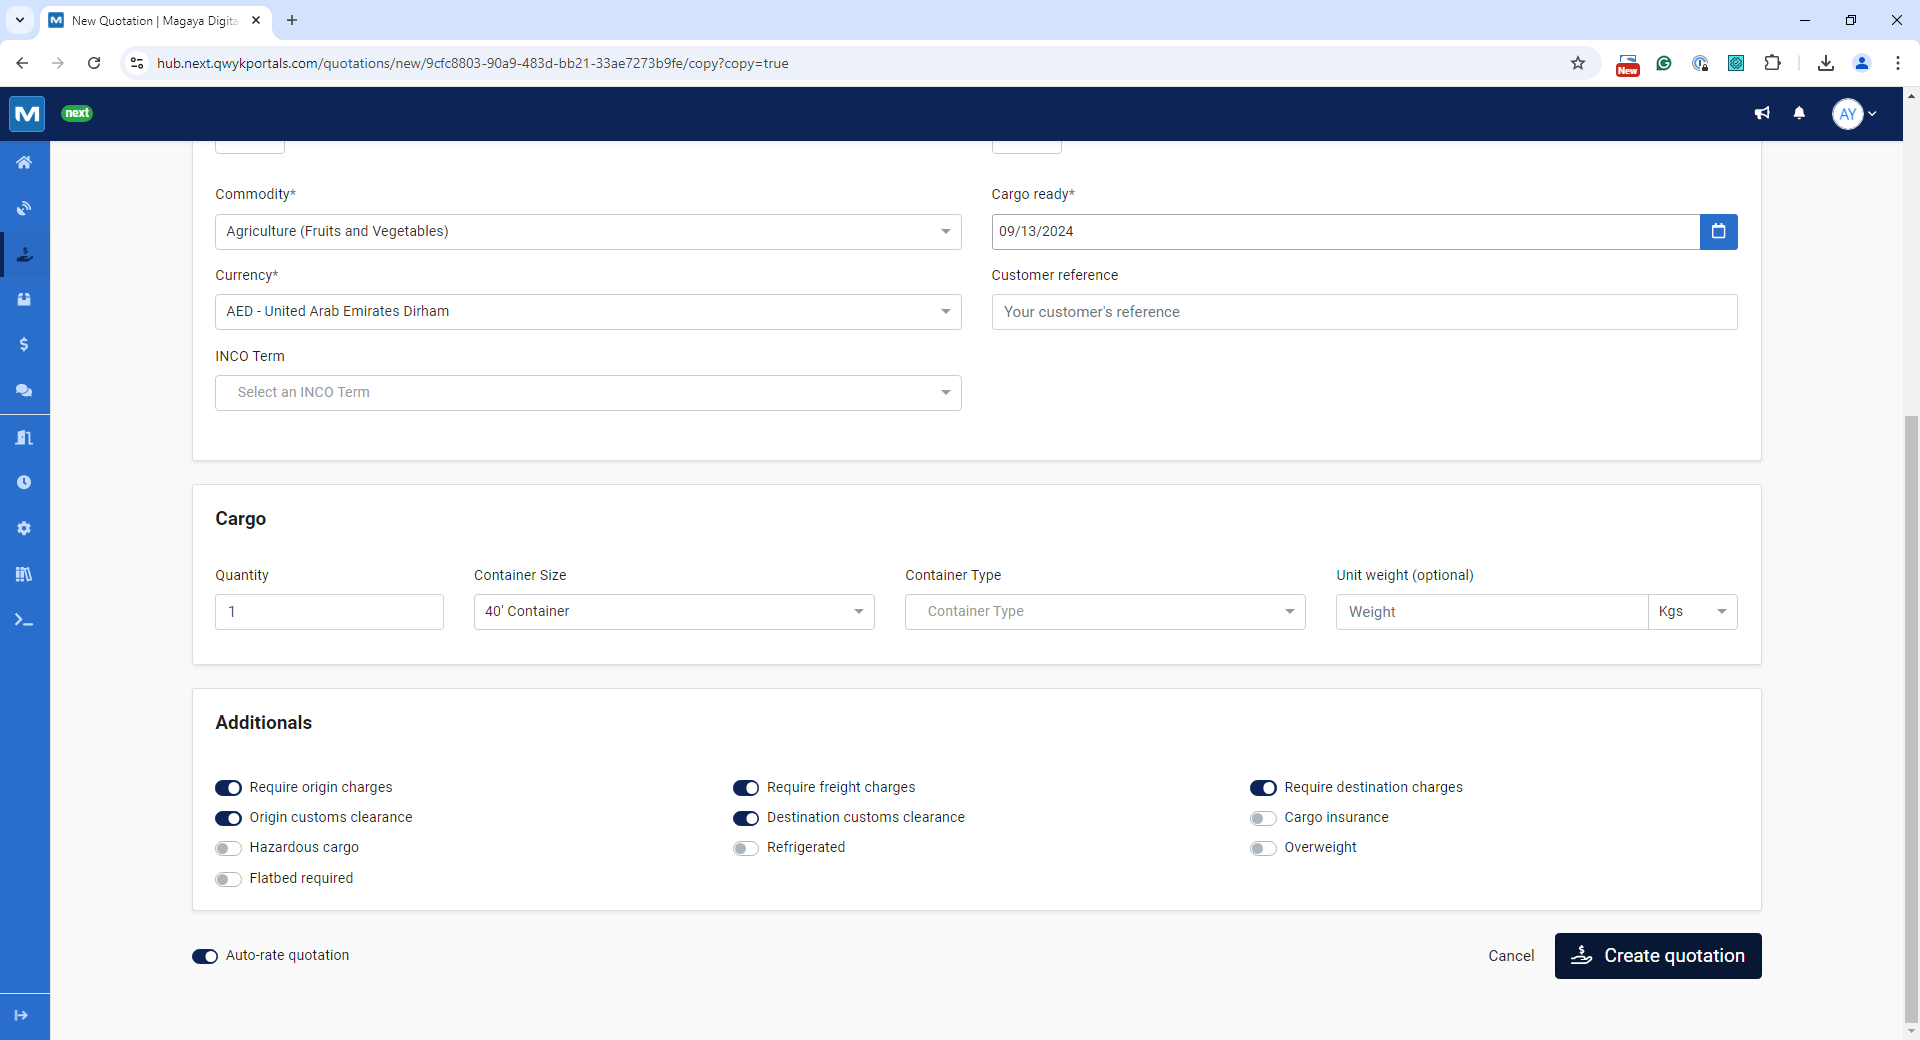 New Quotation | Magaya Digita
hub.next.qwykportals.com/quotations/new/9cfc8803-90a9-483d-bb21-33ae7273b9fe/copy?copy=true
New
next
AY
Commodity*
Cargo ready*
Agriculture (Fruits and Vegetables)
09/13/2024
Currency*
Customer reference
AED - United Arab Emirates Dirham
Your customer's reference
INCO Term
Select an INCO Term
Cargo
Quantity
Container Size
Container Type
Unit weight (optional)
1
40' Container
Container Type
Weight
Kgs
Additionals
Require origin charges
Require freight charges
Require destination charges
Origin customs clearance
Destination customs clearance
Cargo insurance
Hazardous cargo
Refrigerated
Overweight
Flatbed required
Auto-rate quotation
Cancel
Create quotation